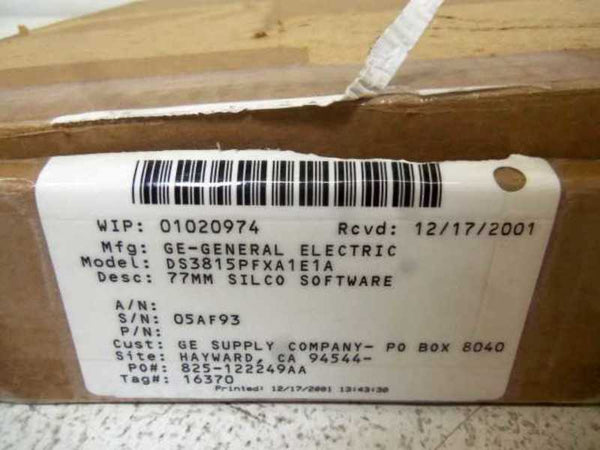 WIP: 01020974 Rcvd: 12/17/2001
Mfg: GE-GENERAL ELECTRIC
Model: DS3815PFXA1E1A
Desc: 77MM SILCO SOFTWARE
A/N:
S/N: 05AF93
P/N:
Cust: GE SUPPLY COMPANY- PO BOX 8040
Site: HAYWARD, CA 94544-
PO#: 825-122249AA
Tag#: 16370
Printed: 12/17/2001 13:43:30